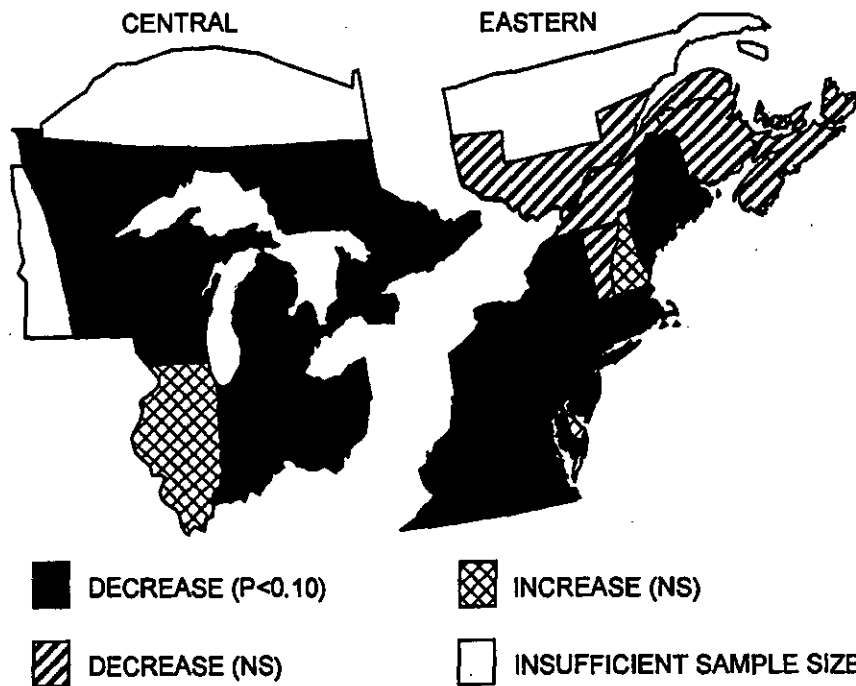 CENTRAL
EASTERN
DECREASE (P<0.10)
INCREASE (NS)
DECREASE (NS)
INSUFFICIENT SAMPLE SIZE